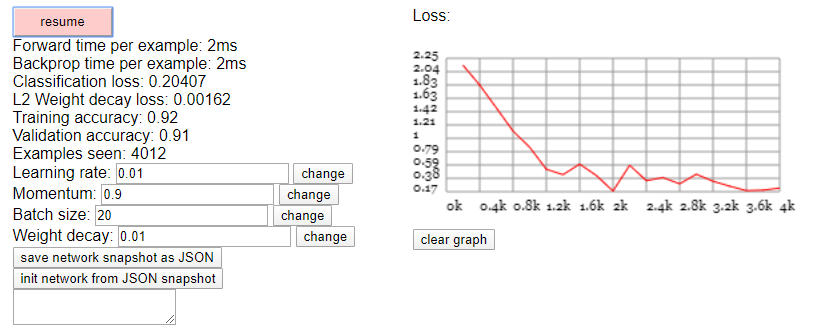 resume
Forward time per example: 2ms
Backprop time per example: 2ms
Classification loss: 0.20407
L2 Weight decay loss: 0.00162
Training accuracy: 0.92
Validation accuracy: 0.91
Examples seen: 4012
Learning rate: 0.01 change
Momentum: 0.9 change
Batch size: 20 change
Weight decay: 0.01 change
save network snapshot as JSON
init network from JSON snapshot
Loss:
2.25
2.04
1.83
1.63
1.42
1.21
1
0.79
0.59
0.38
0.17
0k 0.4k 0.8k 1.2k 1.6k 2k 2.4k 2.8k 3.2k 3.6k 4k
clear graph